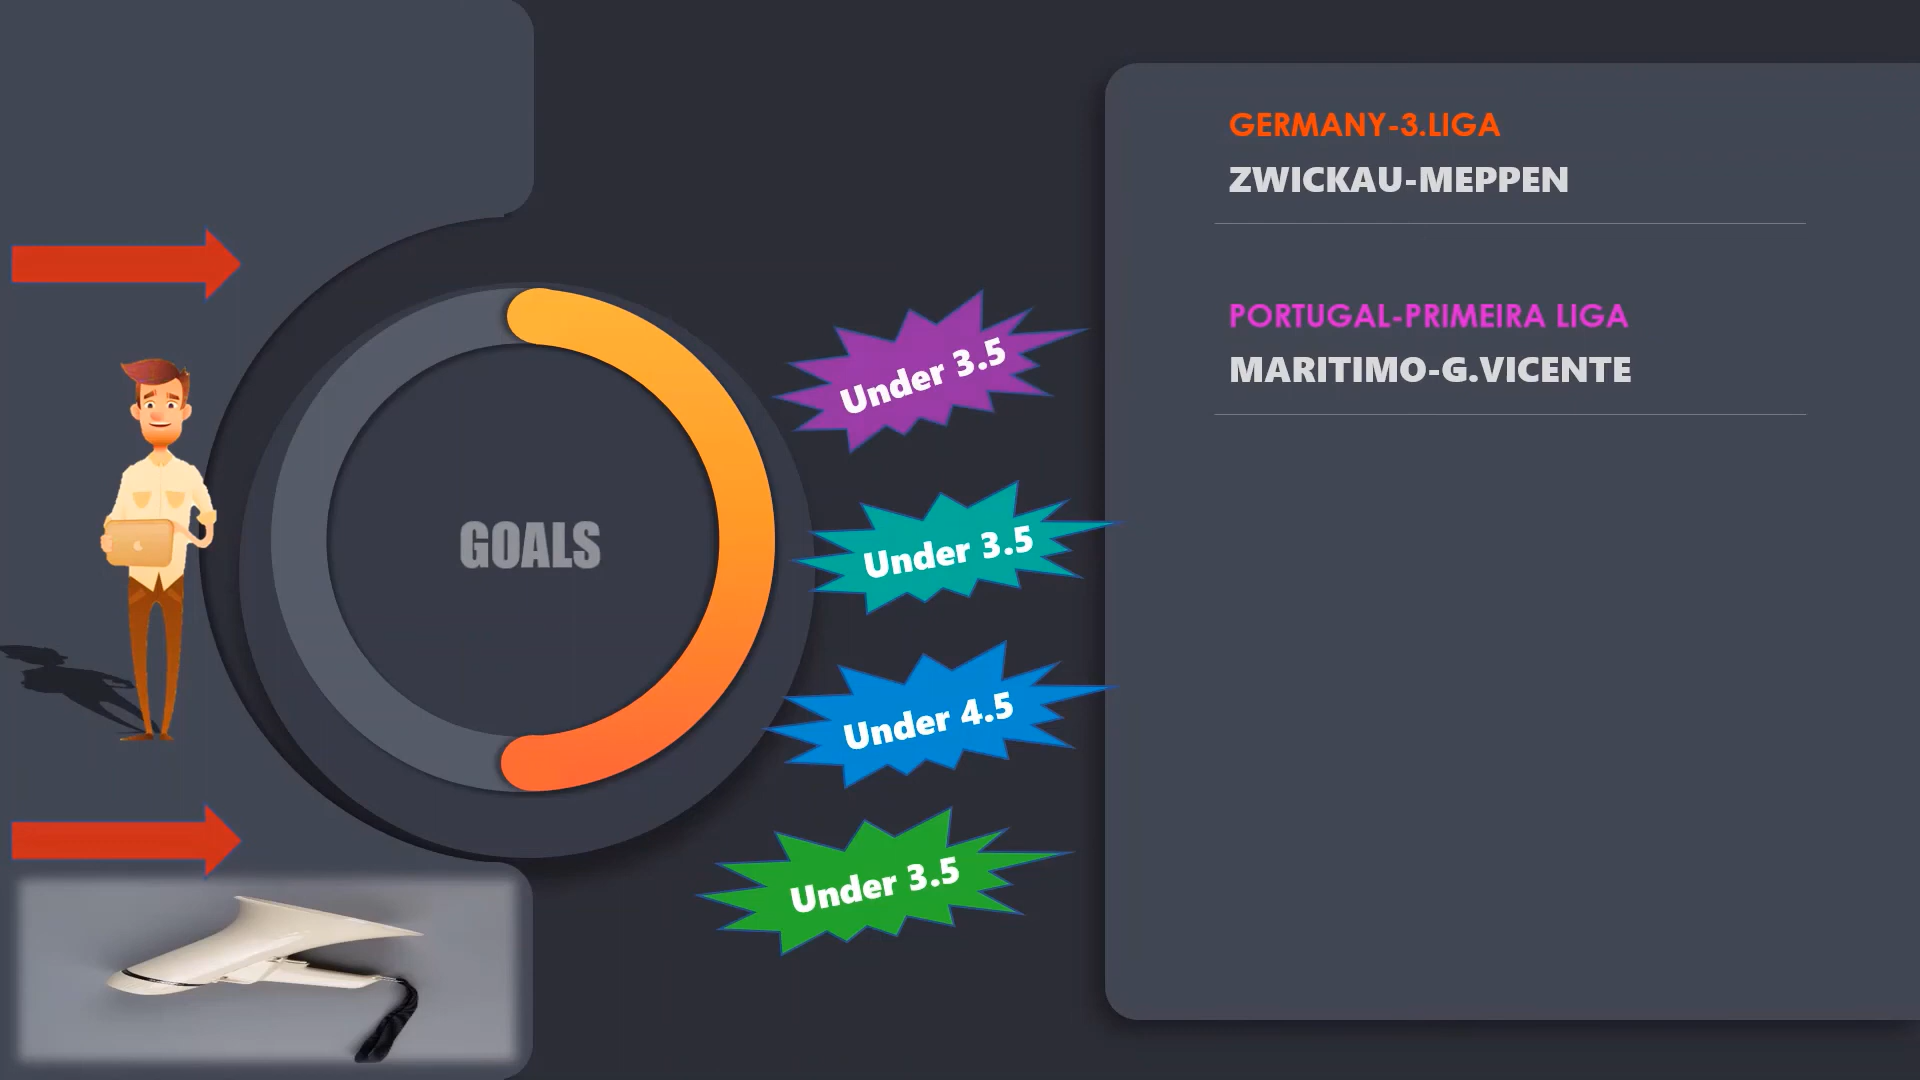 GERMANY-3.LIGA
ZWICKAU-MEPPEN
PORTUGAL-PRIMEIRA LIGA
MARITIMO-G.VICENTE
GOALS
Under 3.5
Under 3.5
Under 4.5
Under 3.5